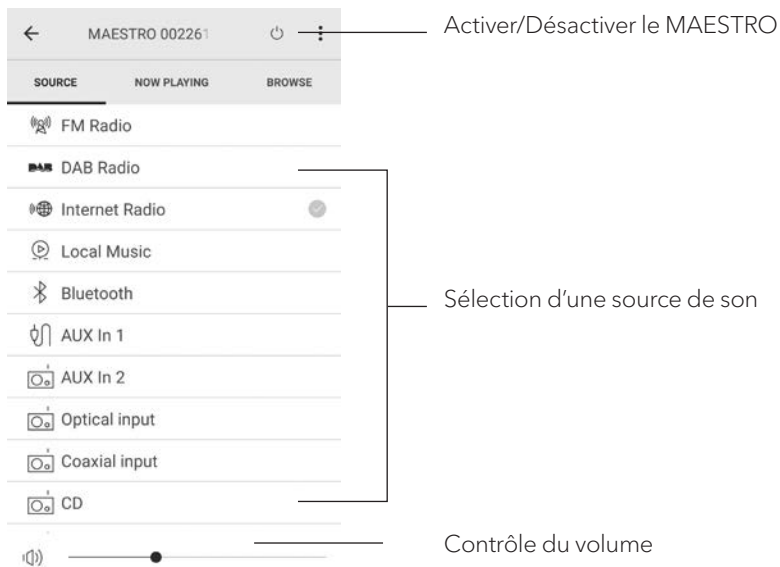 MAESTRO 002261
Activer/Désactiver le MAESTRO
SOURCE NOW PLAYING BROWSE
FM Radio
DAB DAB Radio
Internet Radio
Local Music
Bluetooth
Sélection d’une source de son
AUX In 1
AUX In 2
Optical input
Coaxial input
CD
Contrôle du volume